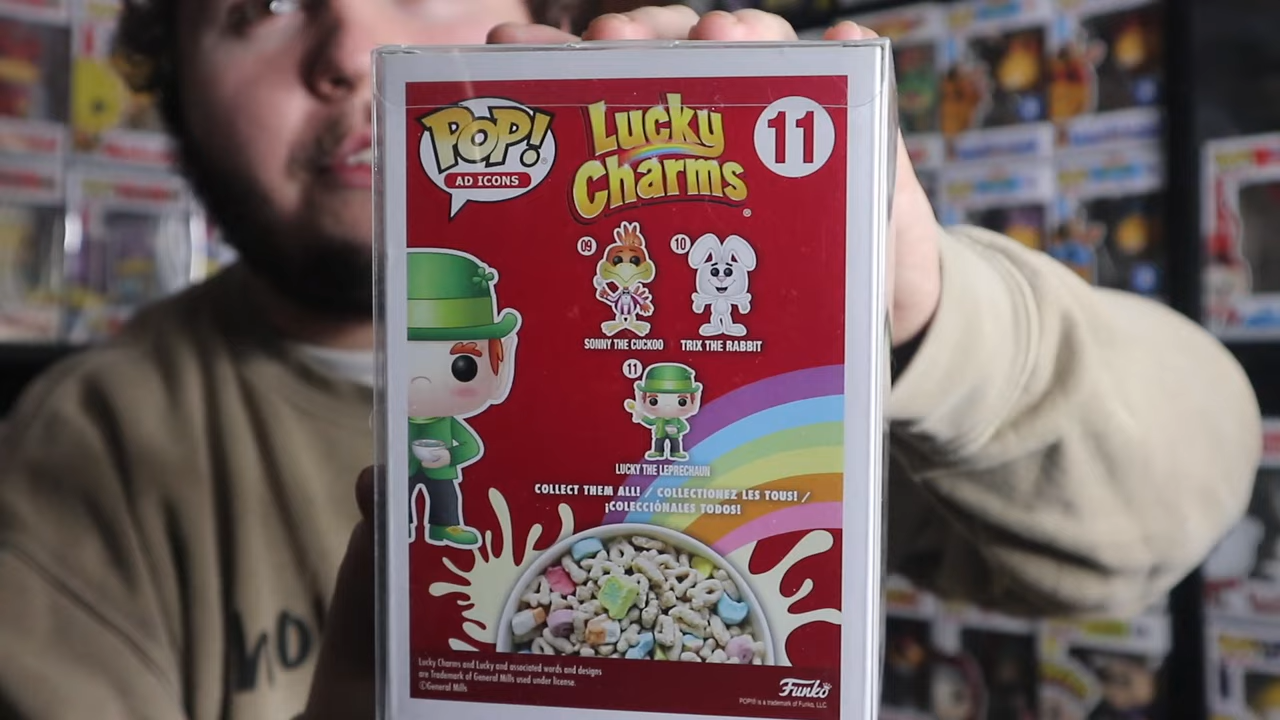 POP!
AD ICONS
Lucky
Charms
11
09
10
SONNY THE CUCKOO
TRIX THE RABBIT
11
LUCKY THE LEPRECHAUN
COLLECT THEM ALL! / COLLECTIONEZ LES TOUS! /
¡COLECCIÓNALES TODOS!
Lucky Charms and Lucky and associated words and designs
are Trademark of General Mills used under license.
©General Mills
Funko
POP!® is a trademark of Funko, LLC.
ho